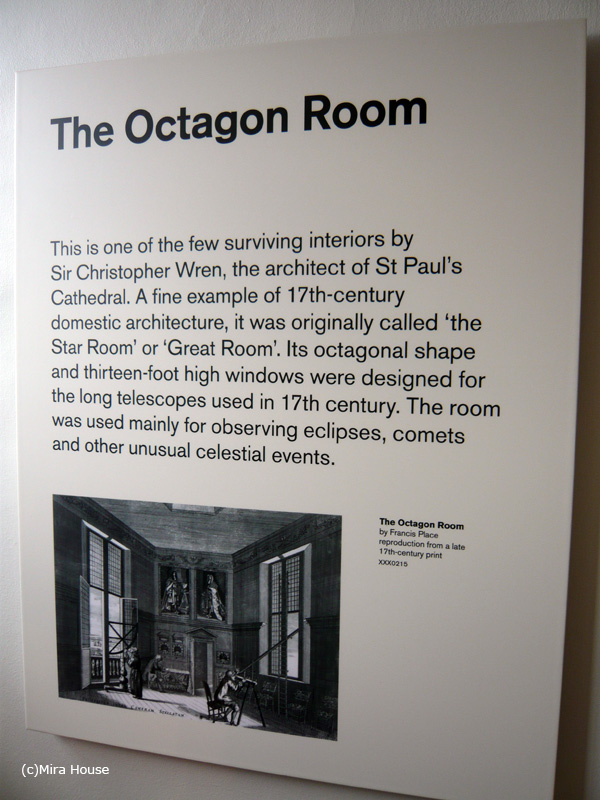 The Octagon Room
This is one of the few surviving interiors by
Sir Christopher Wren, the architect of St Paul's
Cathedral. A fine example of 17th-century
domestic architecture, it was originally called ‘the
Star Room’ or ‘Great Room’. Its octagonal shape
and thirteen-foot high windows were designed for
the long telescopes used in 17th century. The room
was used mainly for observing eclipses, comets
and other unusual celestial events.
The Octagon Room
by Francis Place
reproduction from a late
17th-century print
XXX0215
(c)Mira House